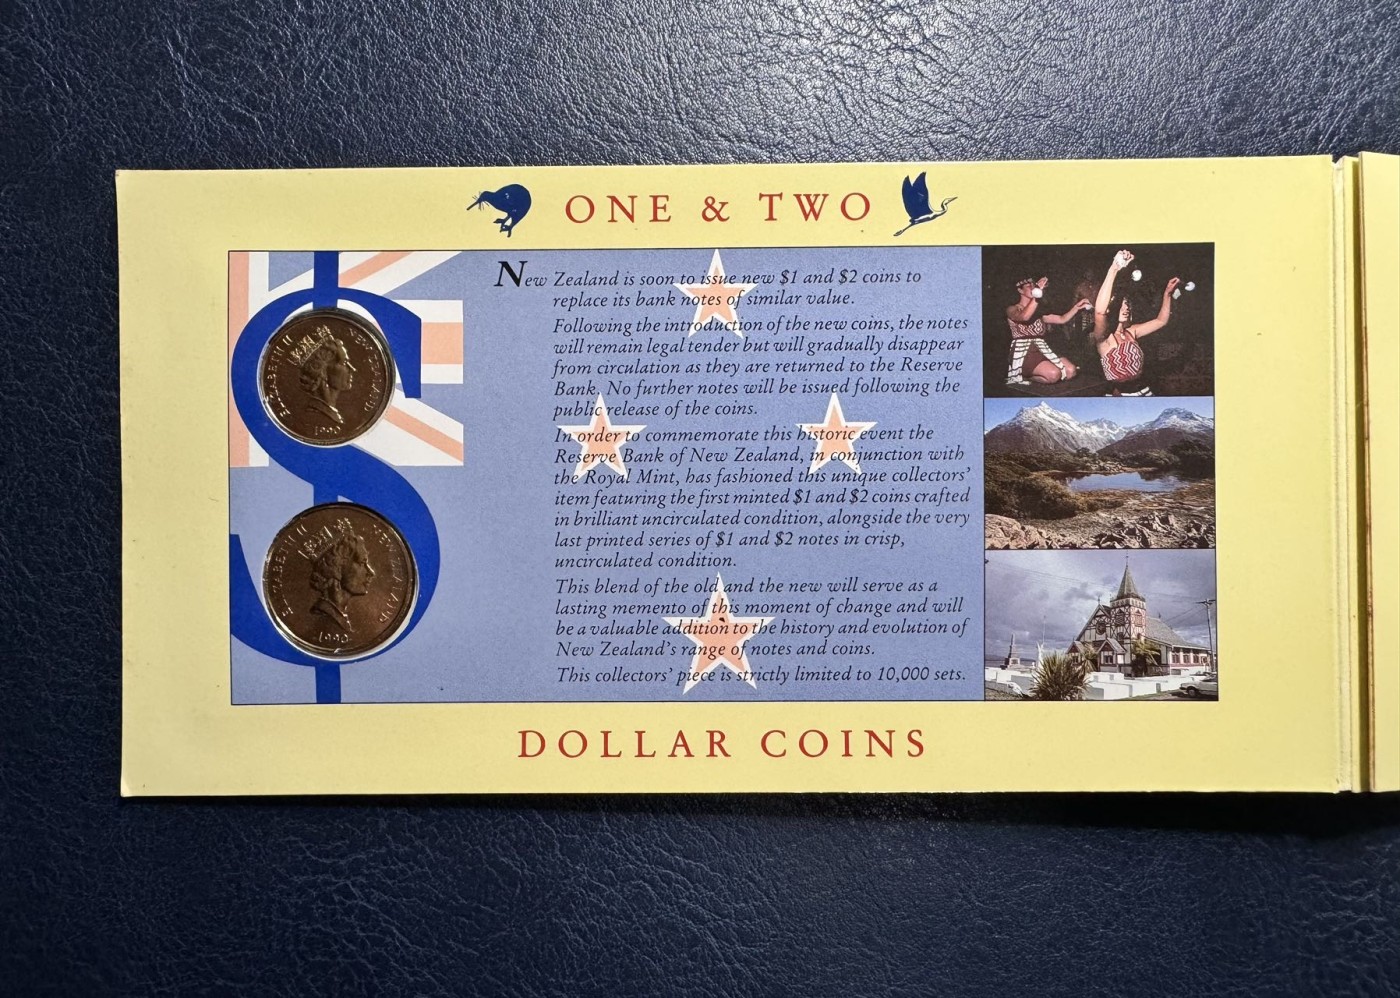 ONE & TWO
New Zealand is soon to issue new $1 and $2 coins to
replace its bank notes of similar value.
Following the introduction of the new coins, the notes
will remain legal tender but will gradually disappear
from circulation as they are returned to the Reserve
Bank. No further notes will be issued following the
public release of the coins.
In order to commemorate this historic event the
Reserve Bank of New Zealand, in conjunction with
the Royal Mint, has fashioned this unique collectors'
item featuring the first minted $1 and $2 coins crafted
in brilliant uncirculated condition, alongside the very
last printed series of $1 and $2 notes in crisp,
uncirculated condition.
This blend of the old and the new will serve as a
lasting memento of this moment of change and will
be a valuable addition to the history and evolution of
New Zealand's range of notes and coins.
This collectors' piece is strictly limited to 10,000 sets.
ELIZABETH II NEW ZEALAND
1990
ELIZABETH II NEW ZEALAND
1990
DOLLAR COINS